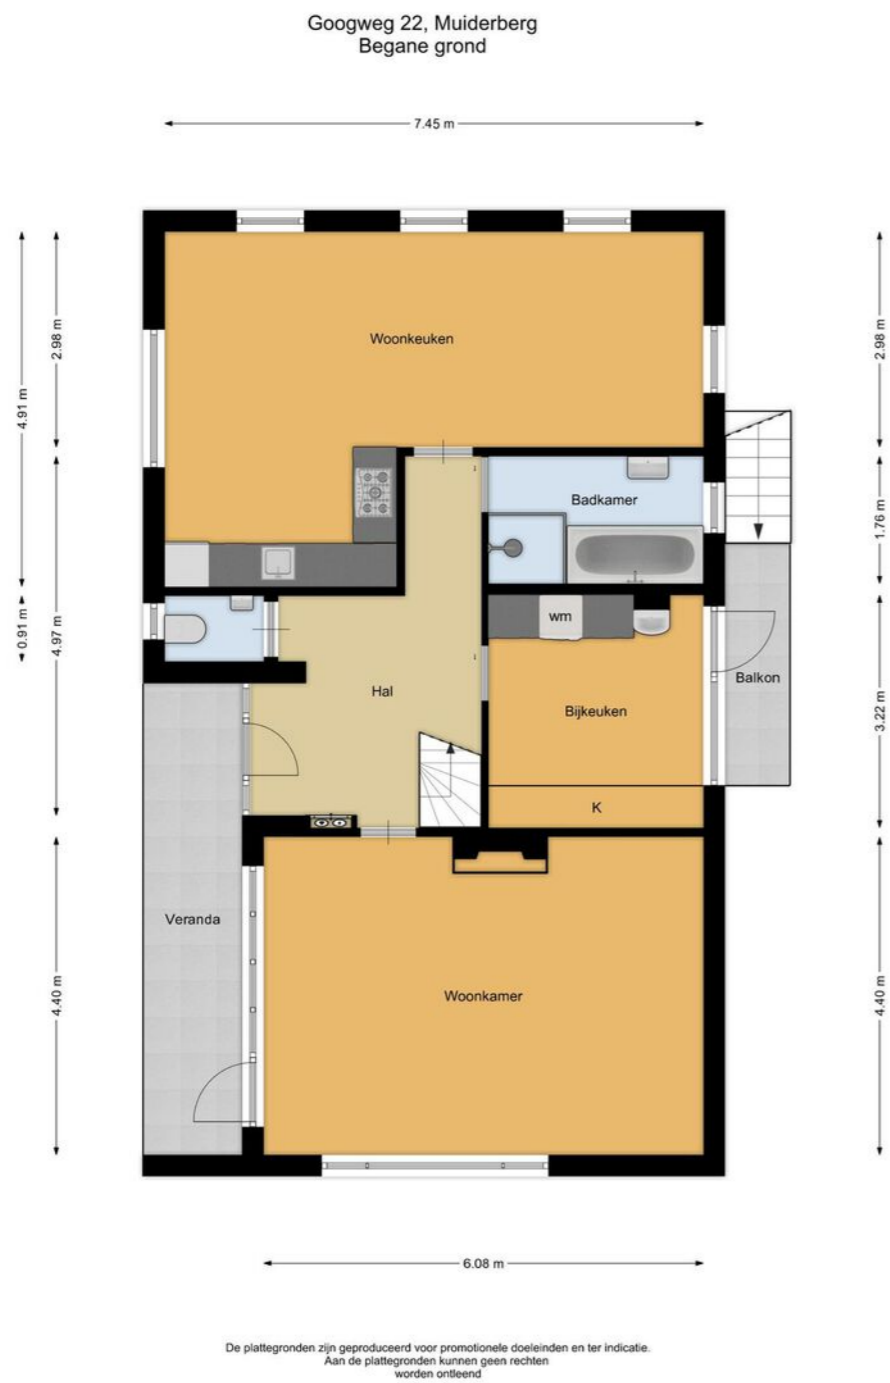 Googweg 22, Muiderberg
Begane grond
7.45 m
2.98 m
4.91 m
2.98 m
Woonkeuken
Badkamer
1.76 m
0.91 m
4.97 m
wm
Hal
Bijkeuken
Balkon
3.22 m
K
Veranda
Woonkamer
4.40 m
4.40 m
6.08 m
De plattegronden zijn geproduceerd voor promotionele doeleinden en ter indicatie.
Aan de plattegronden kunnen geen rechten
worden ontleend